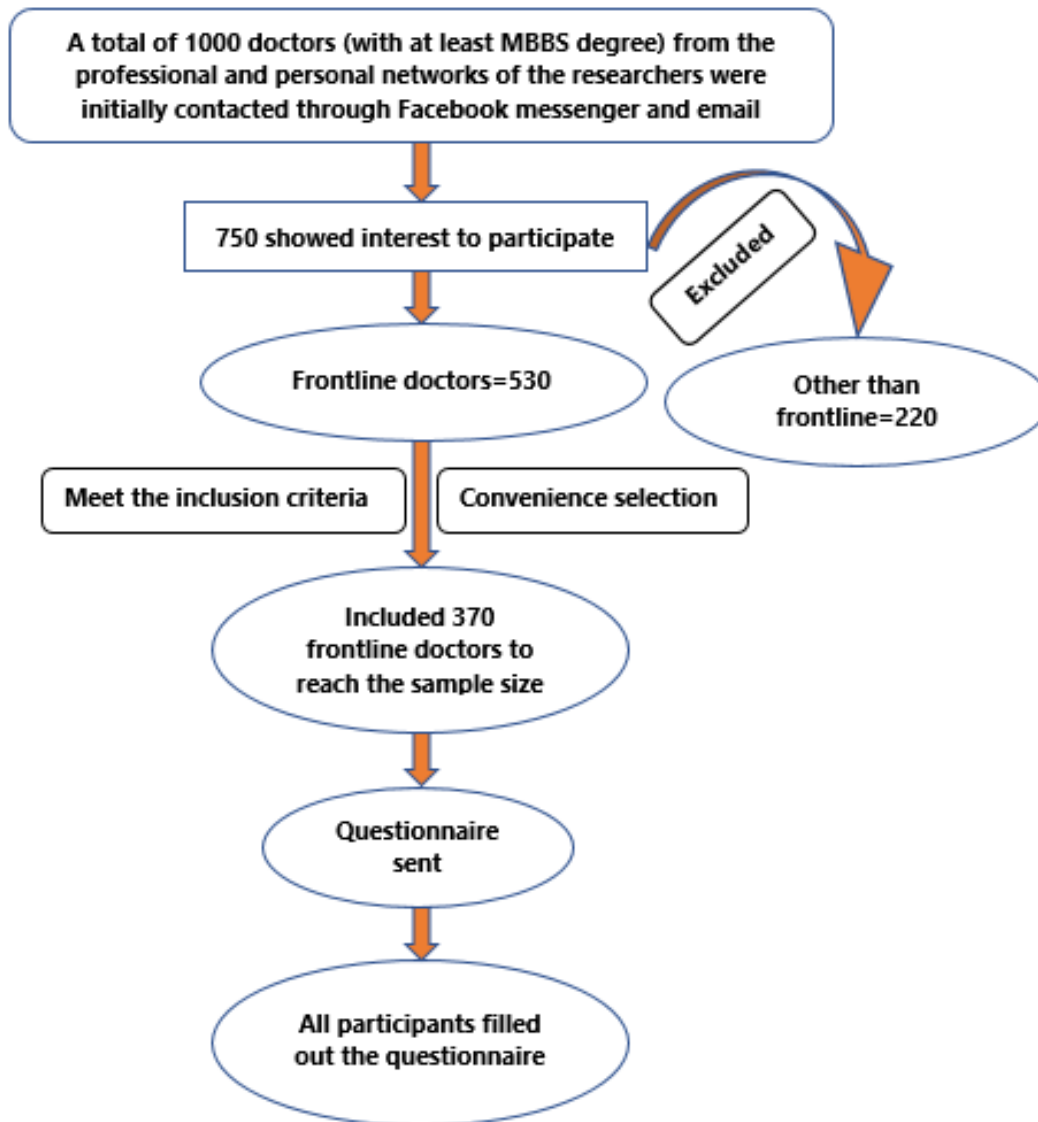 A total of 1000 doctors (with at least MBBS degree) from the
professional and personal networks of the researchers were
initially contacted through Facebook messenger and email
750 showed interest to participate
Excluded
Frontline doctors=530
Other than
frontline=220
Meet the inclusion criteria
Convenience selection
Included 370
frontline doctors to
reach the sample size
Questionnaire
sent
All participants filled
out the questionnaire